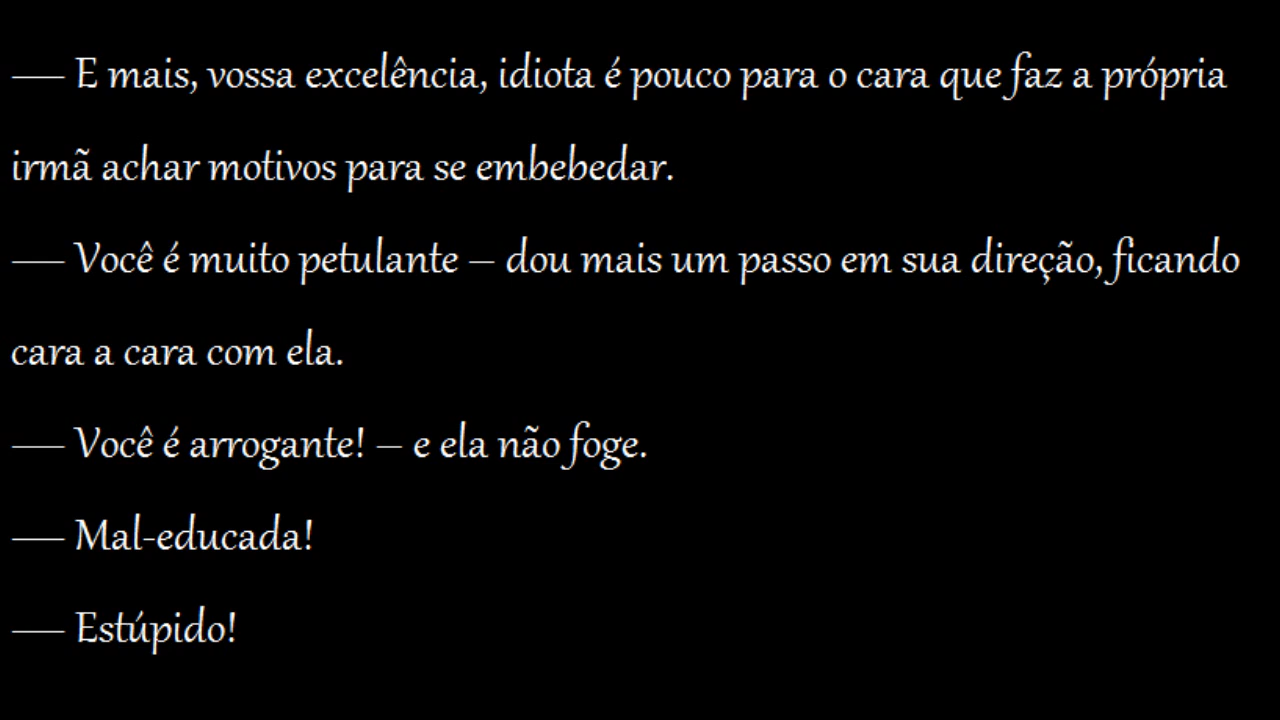 — E mais, vossa excelência, idiota é pouco para o cara que faz a própria
irmã achar motivos para se embebedar.
— Você é muito petulante – dou mais um passo em sua direção, ficando
cara a cara com ela.
— Você é arrogante! – e ela não foge.
— Mal-educada!
— Estúpido!